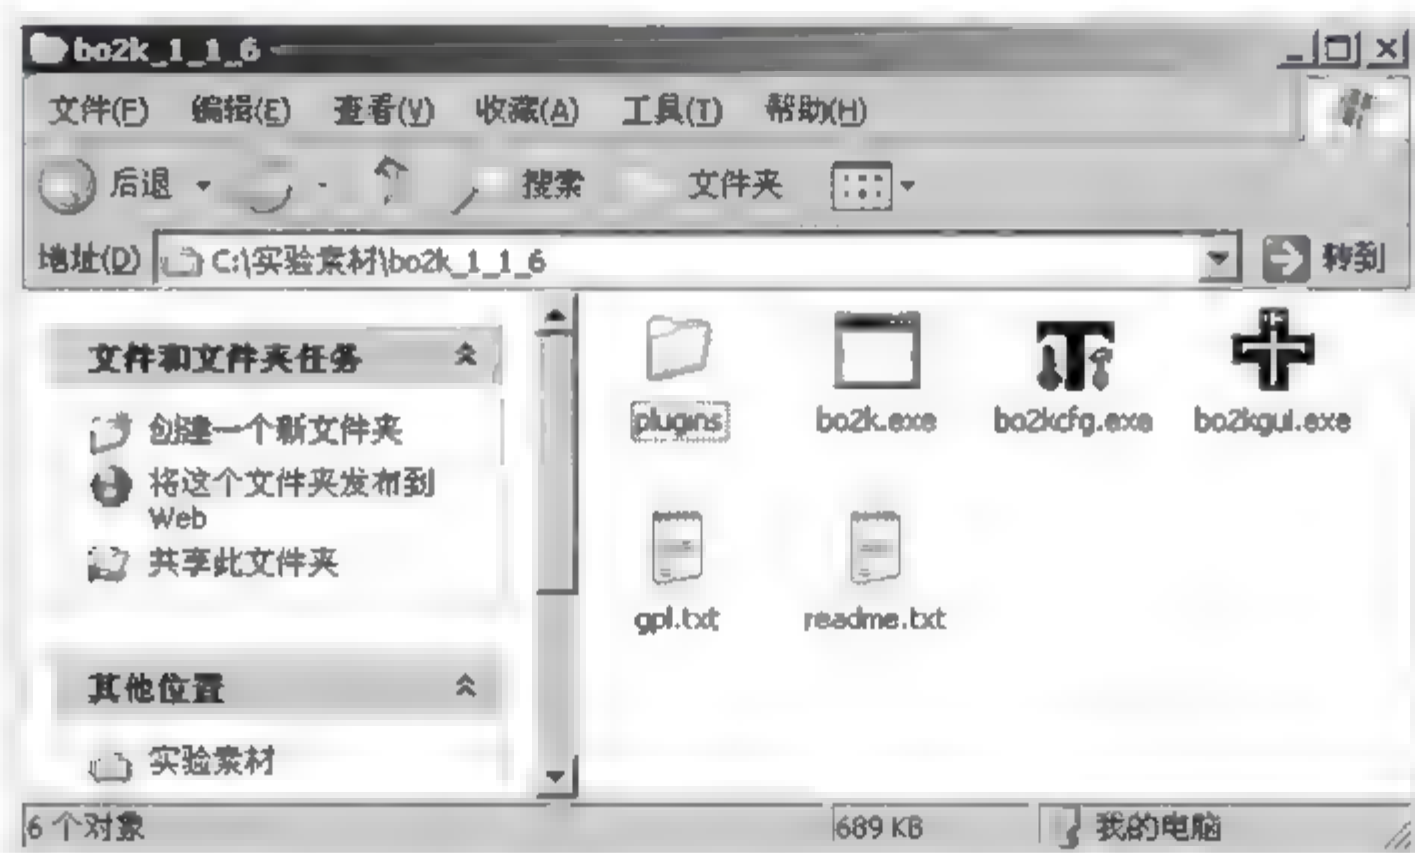 bo2k_1_1_6
文件(F) 编辑(E) 查看(V) 收藏(A) 工具(T) 帮助(H)
后退 搜索 文件夹
地址(D) C:\实验素材\bo2k_1_1_6 转到
文件和文件夹任务
创建一个新文件夹
将这个文件夹发布到
Web
共享此文件夹
其他位置
实验素材
plugins bo2k.exe bo2kcfg.exe bo2kgui.exe
gpl.txt readme.txt
6 个对象 689 KB 我的电脑